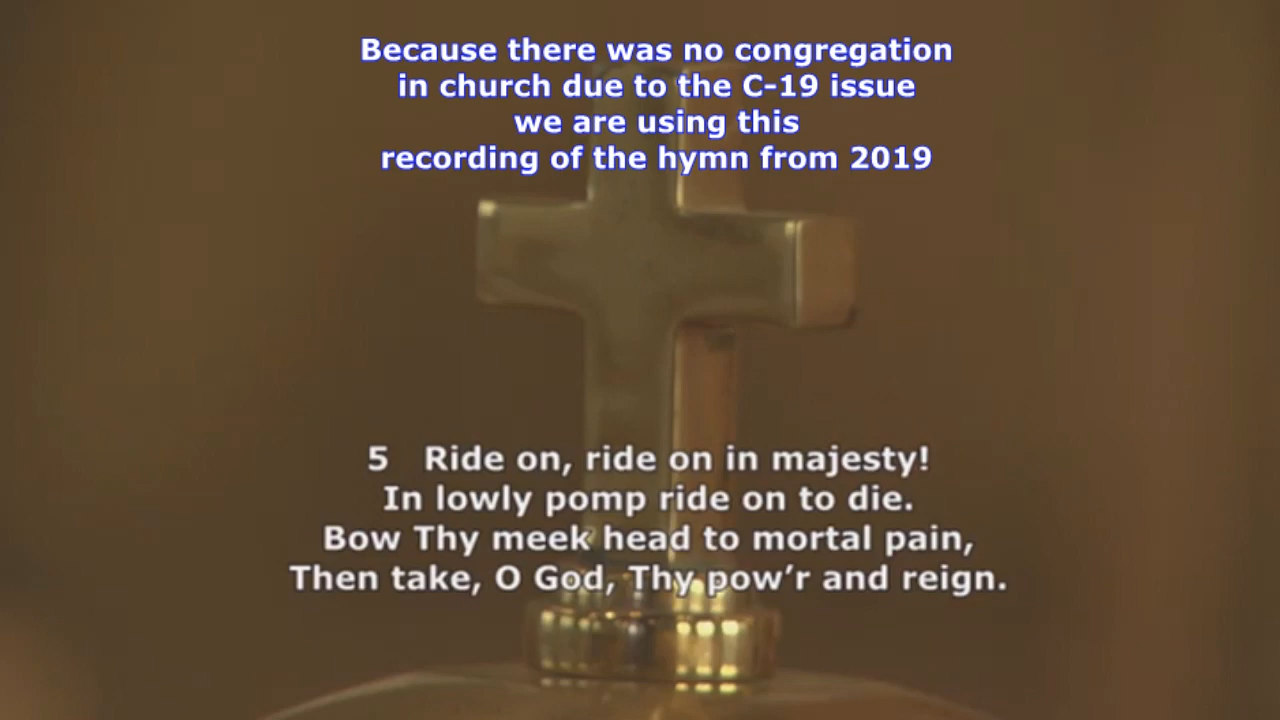 Because there was no congregation
in church due to the C-19 issue
we are using this
recording of the hymn from 2019
5 Ride on, ride on in majesty!
In lowly pomp ride on to die.
Bow Thy meek head to mortal pain,
Then take, O God, Thy pow’r and reign.